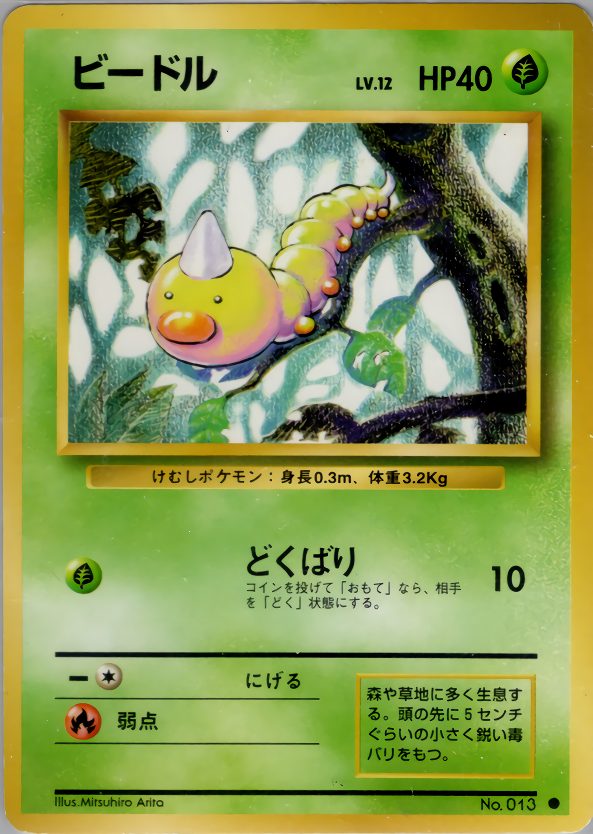 ビードル LV.12 HP40
けむしポケモン：身長0.3m、体重3.2Kg
どくばり 10
コインを投げて「おもて」なら、相手
を「どく」状態にする。
にげる
弱点
森や草地に多く生息す
る。頭の先に5センチ
ぐらいの小さく鋭い毒
バリをもつ。
Illus.Mitsuhiro Arita
No. 013